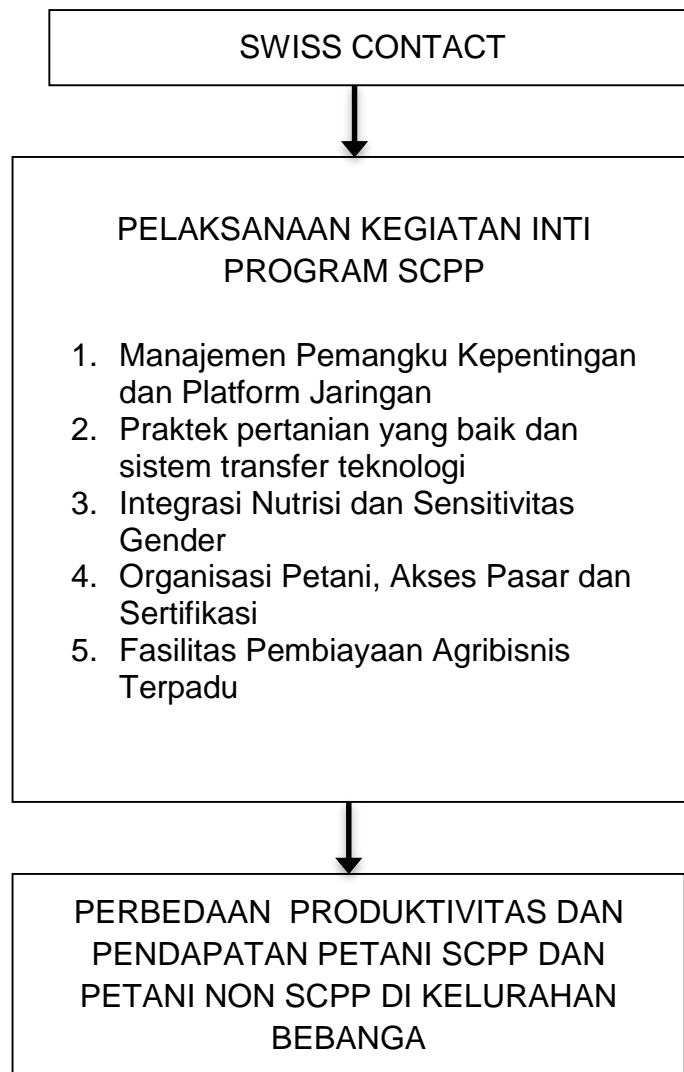 SWISS CONTACT
PELAKSANAAN KEGIATAN INTI
PROGRAM SCPP
1. Manajemen Pemangku Kepentingan
dan Platform Jaringan
2. Praktek pertanian yang baik dan
sistem transfer teknologi
3. Integrasi Nutrisi dan Sensitivitas
Gender
4. Organisasi Petani, Akses Pasar dan
Sertifikasi
5. Fasilitas Pembiayaan Agribisnis
Terpadu
PERBEDAAN PRODUKTIVITAS DAN
PENDAPATAN PETANI SCPP DAN
PETANI NON SCPP DI KELURAHAN
BEBANGA